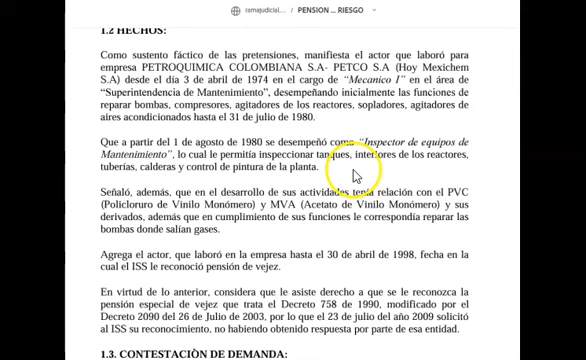 ramajudicial.... / PENSION ... RIESGO
1.2 HECHOS:
Como sustento fáctico de las pretensiones, manifiesta el actor que laboró para
empresa PETROQUIMICA COLOMBIANA S.A- PETCO S.A (Hoy Mexichem
S.A) desde el día 3 de abril de 1974 en el cargo de “Mecanico I” en el área de
“Superintendencia de Mantenimiento”, desempeñando inicialmente las funciones de
reparar bombas, compresores, agitadores de los reactores, sopladores, agitadores de
aires acondicionados hasta el 31 de julio de 1980.
Que a partir del 1 de agosto de 1980 se desempeñó como “Inspector de equipos de
Mantenimiento”, lo cual le permitía inspeccionar tanques, interiores de los reactores,
tuberías, calderas y control de pintura de la planta.
Señaló, además, que en el desarrollo de sus actividades tenía relación con el PVC
(Policloruro de Vinilo Monómero) y MVA (Acetato de Vinilo Monómero) y sus
derivados, además que en cumplimiento de sus funciones le correspondía reparar las
bombas donde salían gases.
Agrega el actor, que laboró en la empresa hasta el 30 de abril de 1998, fecha en la
cual el ISS le reconoció pensión de vejez.
En virtud de lo anterior, considera que le asiste derecho a que se le reconozca la
pensión especial de vejez que trata el Decreto 758 de 1990, modificado por el
Decreto 2090 del 26 de Julio de 2003, por lo que el 23 de julio del año 2009 solicitó
al ISS su reconocimiento, no habiendo obtenido respuesta por parte de esa entidad.
1.3. CONTESTACIÒN DE DEMANDA: